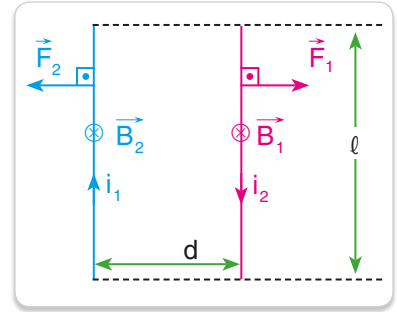 F₂ F₁
B₂ B₁ ℓ
i₁ i₂
d